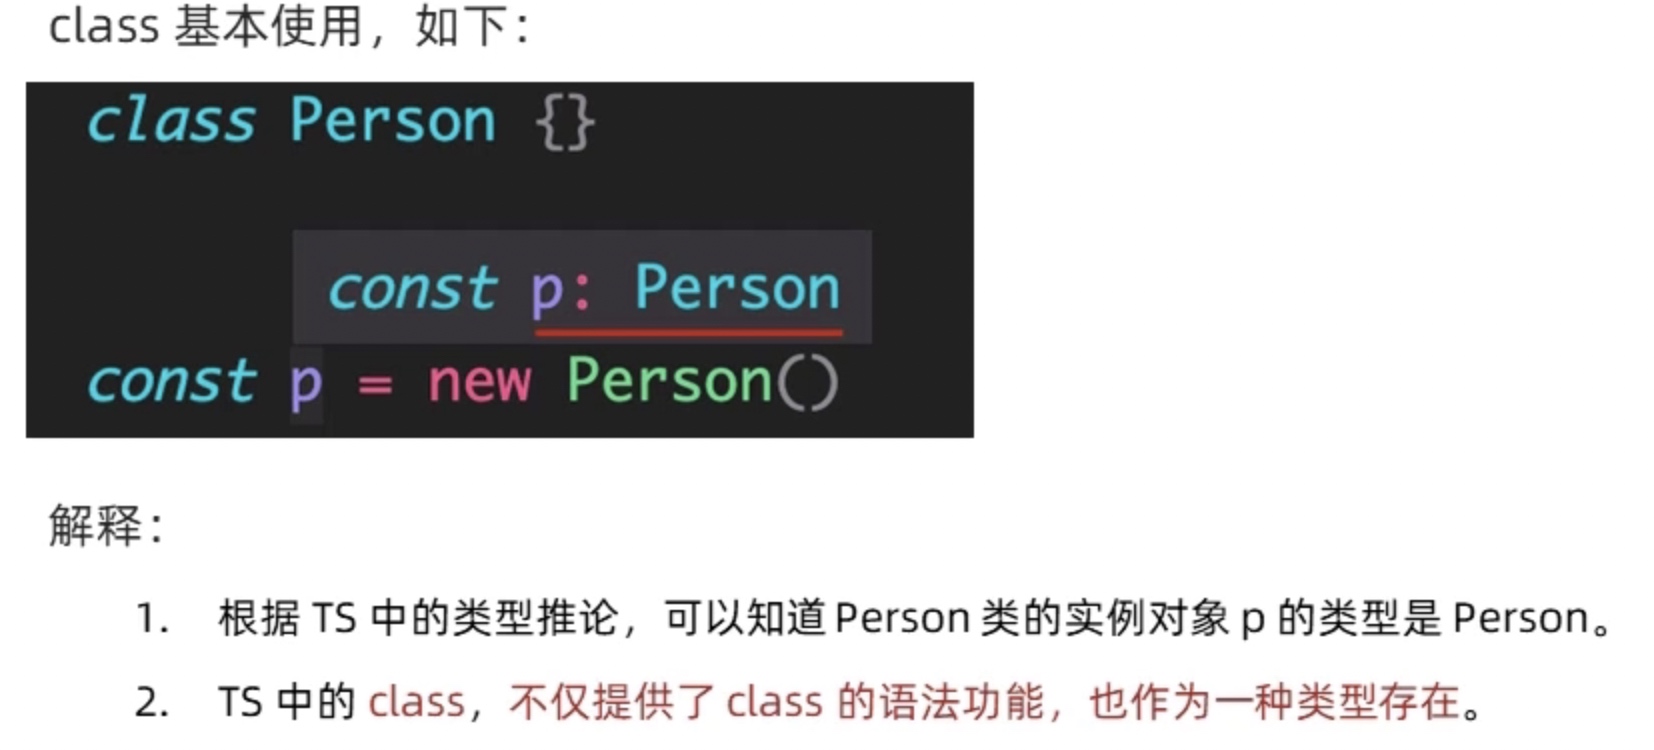 class 基本使用，如下：
class Person {}
const p: Person
const p = new Person()
解释：
1. 根据 TS 中的类型推论，可以知道 Person 类的实例对象 p 的类型是 Person。
2. TS 中的 class，不仅提供了 class 的语法功能，也作为一种类型存在。